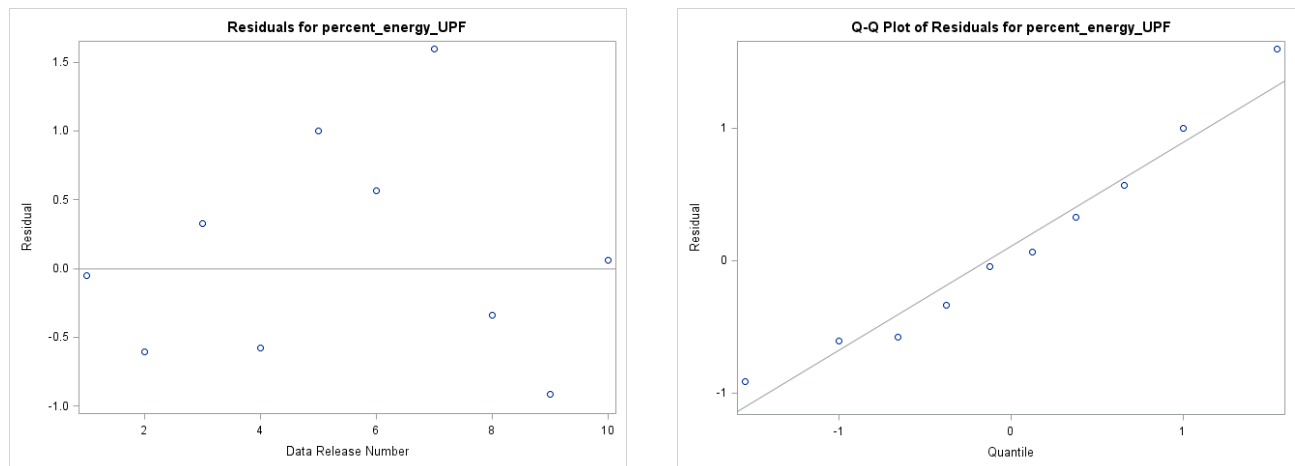 Residuals for percent_energy_UPF
1.5
1.0
0.5
0.0
-0.5
-1.0
Residual
2 4 6 8 10
Data Release Number
Q-Q Plot of Residuals for percent_energy_UPF
1
0
-1
Residual
-1 0 1
Quantile